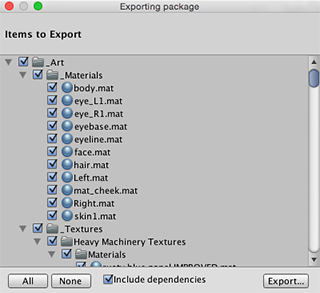 Exporting package
Items to Export
_Art
_Materials
body.mat
eye_L1.mat
eye_R1.mat
eyebase.mat
eyeline.mat
face.mat
hair.mat
Left.mat
mat_cheek.mat
Right.mat
skin1.mat
_Textures
Heavy Machinery Textures
Materials
All None Include dependencies Export...